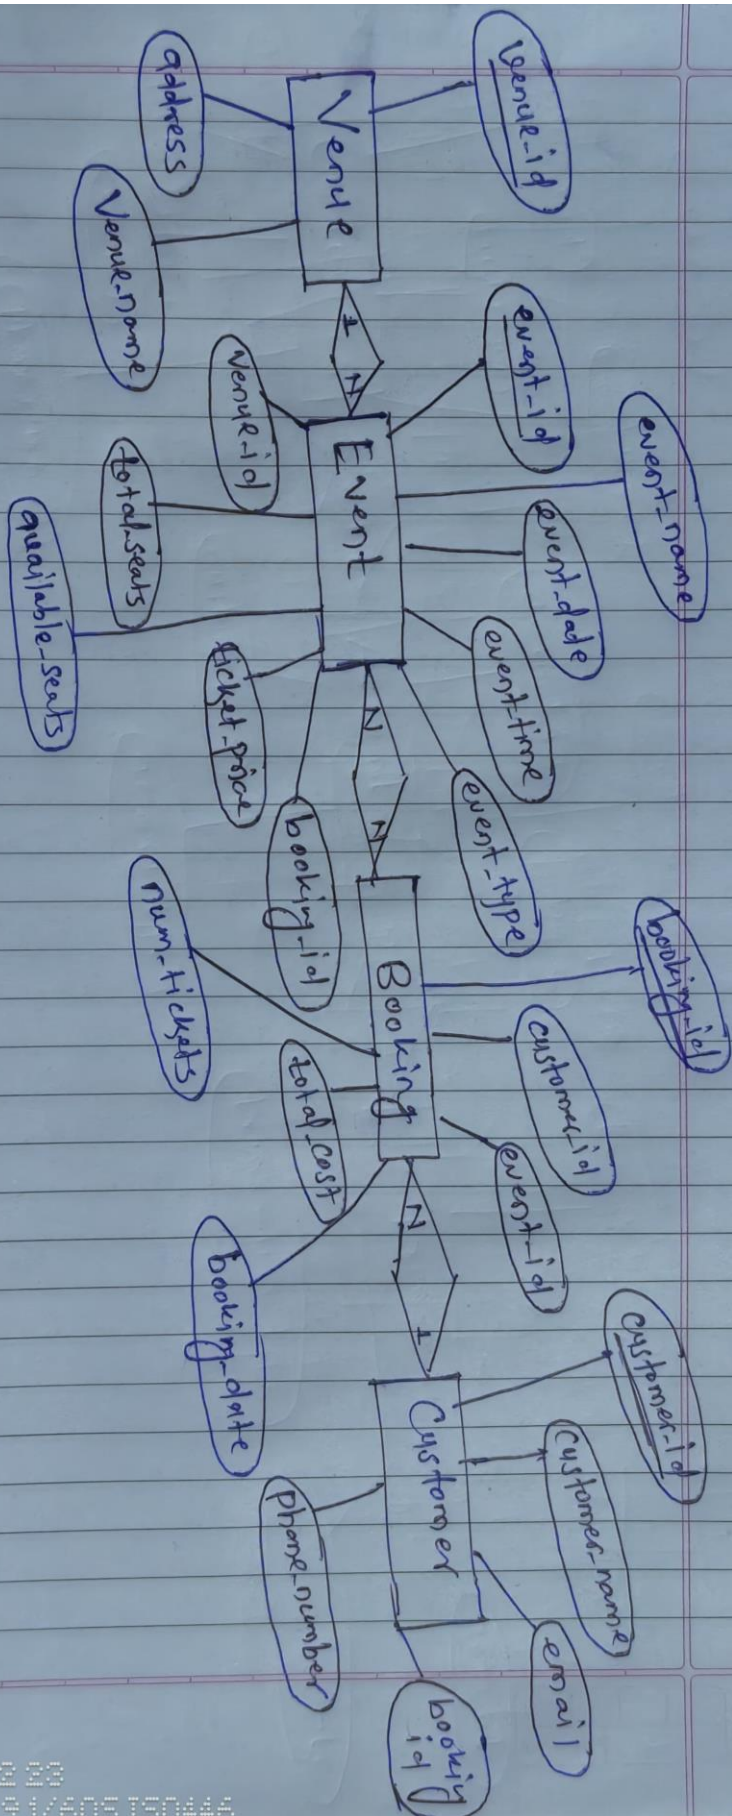 venue_id
Venue
address
Venue_name
1
N
event_id
event_name
event_date
event_time
event_type
Event
venue_id
total_seats
available_seats
ticket_price
booking_id
N
N
booking_id
customer_id
event_id
Booking
num_tickets
total_cost
booking_date
N
1
customer_id
customer_name
email
Customer
phone_number
booking
id